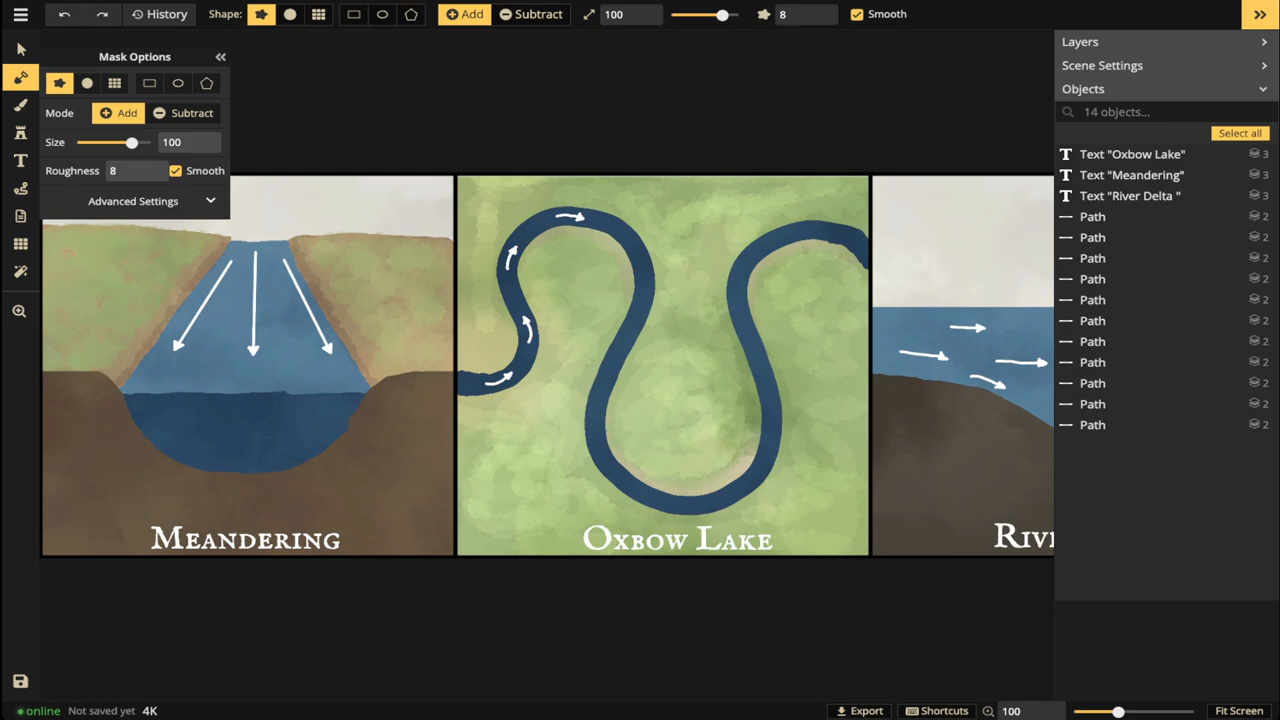 History
Shape:
Add
Subtract
100
8
Smooth
Mask Options
Mode
Add
Subtract
Size
100
Roughness
8
Smooth
Advanced Settings
Layers
Scene Settings
Objects
14 objects...
Select all
Text "Oxbow Lake" 3
Text "Meandering" 3
Text "River Delta " 3
Path 2
Path 2
Path 2
Path 2
Path 2
Path 2
Path 2
Path 2
Path 2
Path 2
Path 2
Meandering
Oxbow Lake
online
Not saved yet
4K
Export
Shortcuts
100
Fit Screen